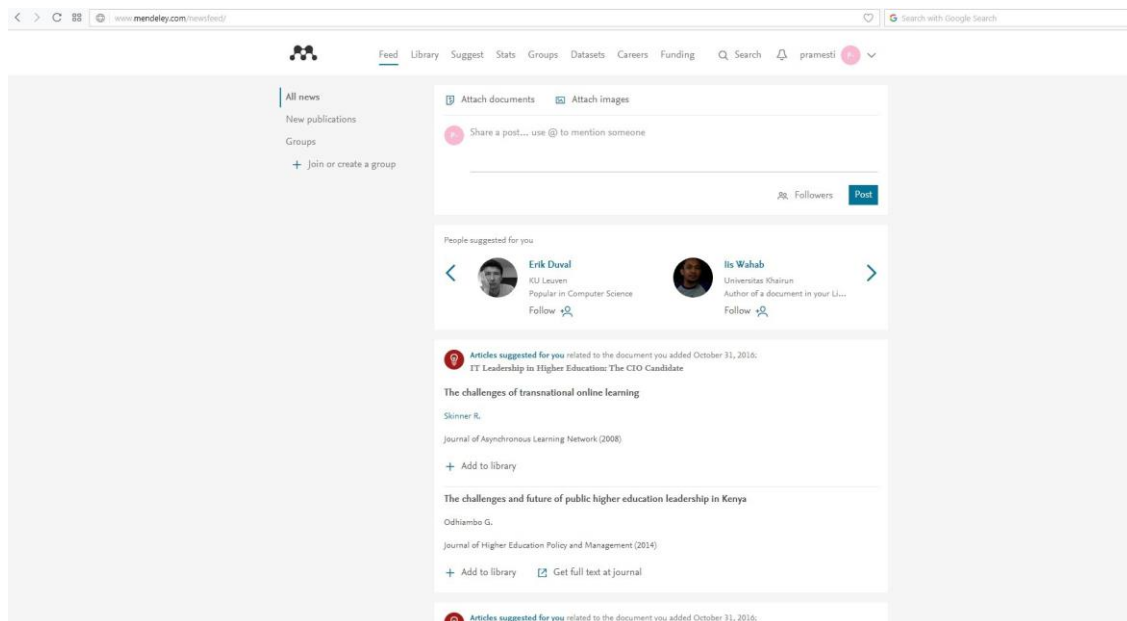 www.mendeley.com/newsfeed/
G Search with Google Search
Feed Library Suggest Stats Groups Datasets Careers Funding Search pramesti P.
All news
New publications
Groups
+ Join or create a group
Attach documents Attach images
P. Share a post... use @ to mention someone
Followers Post
People suggested for you
Erik Duval
KU Leuven
Popular in Computer Science
Follow
Iis Wahab
Universitas Khairun
Author of a document in your Li...
Follow
Articles suggested for you related to the document you added October 31, 2016:
IT Leadership in Higher Education: The CIO Candidate
The challenges of transnational online learning
Skinner R.
Journal of Asynchronous Learning Network (2008)
+ Add to library
The challenges and future of public higher education leadership in Kenya
Odhiambo G.
Journal of Higher Education Policy and Management (2014)
+ Add to library Get full text at journal
Articles suggested for you related to the document you added October 31, 2016: